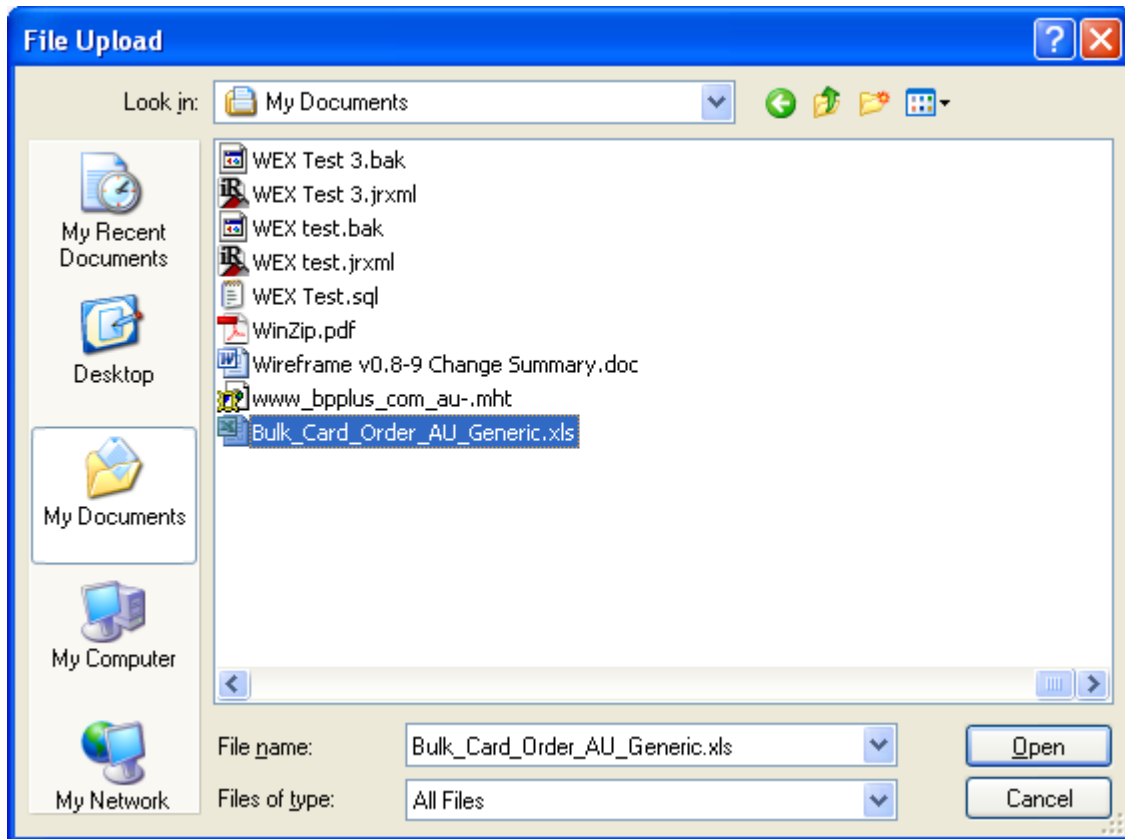 File Upload
Look in:
My Documents
My Recent
Documents
Desktop
My Documents
My Computer
My Network
WEX Test 3.bak
WEX Test 3.jrxml
WEX test.bak
WEX test.jrxml
WEX Test.sql
WinZip.pdf
Wireframe v0.8-9 Change Summary.doc
www_bpplus_com_au-.mht
Bulk_Card_Order_AU_Generic.xls
File name:
Bulk_Card_Order_AU_Generic.xls
Open
Files of type:
All Files
Cancel